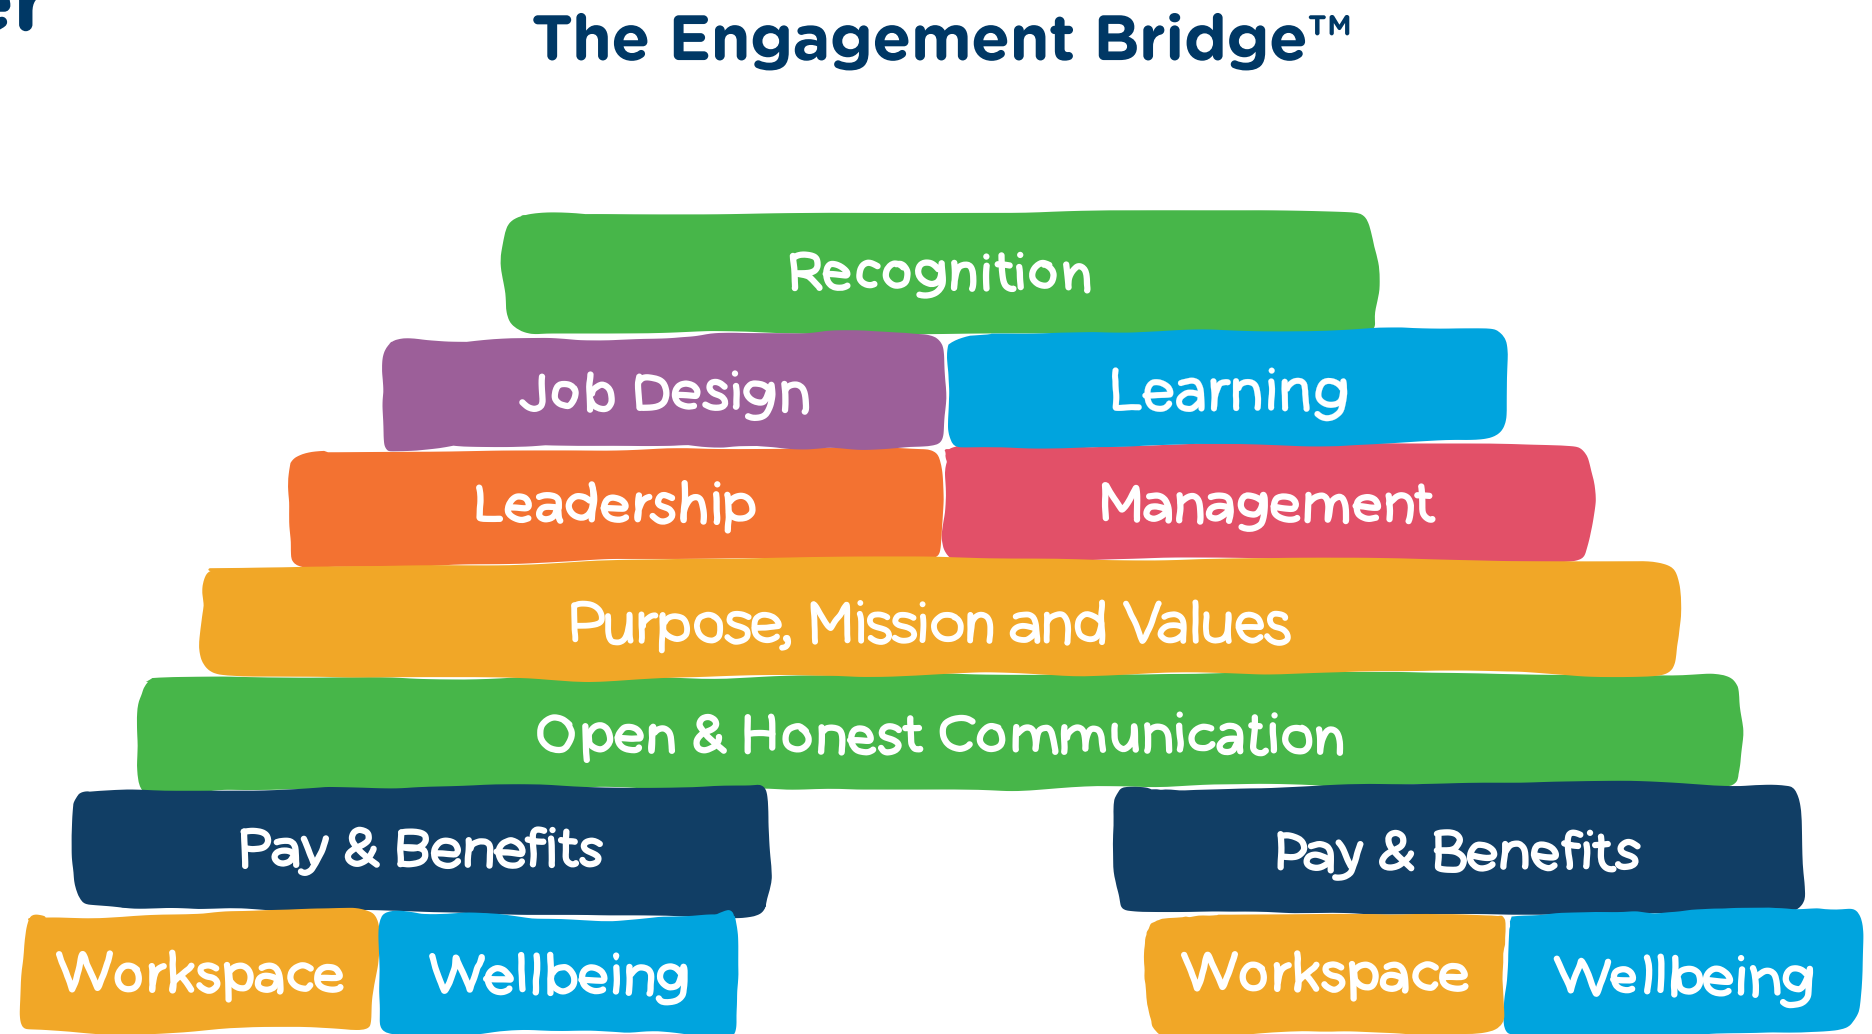 er
The Engagement Bridge™
Recognition
Job Design
Learning
Leadership
Management
Purpose, Mission and Values
Open & Honest Communication
Pay & Benefits
Pay & Benefits
Workspace
Wellbeing
Workspace
Wellbeing